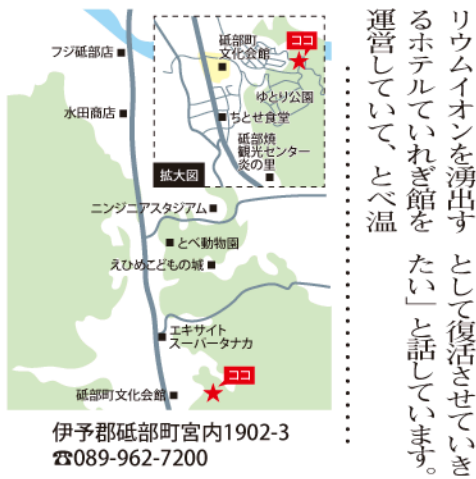 リウムイオンを湧出す
るホテルていれぎ館を
運営していて、とべ温
として復活させていき
たい」と話しています。
フジ砥部店
水田商店
砥部町
文化会館
ココ
ゆとり公園
ちとせ食堂
砥部焼
観光センター
炎の里
拡大図
ニンジニアスタジアム
とべ動物園
えひめこどもの城
エキサイト
スーパータナカ
ココ
砥部町文化会館
伊予郡砥部町宮内1902-3
☎089-962-7200